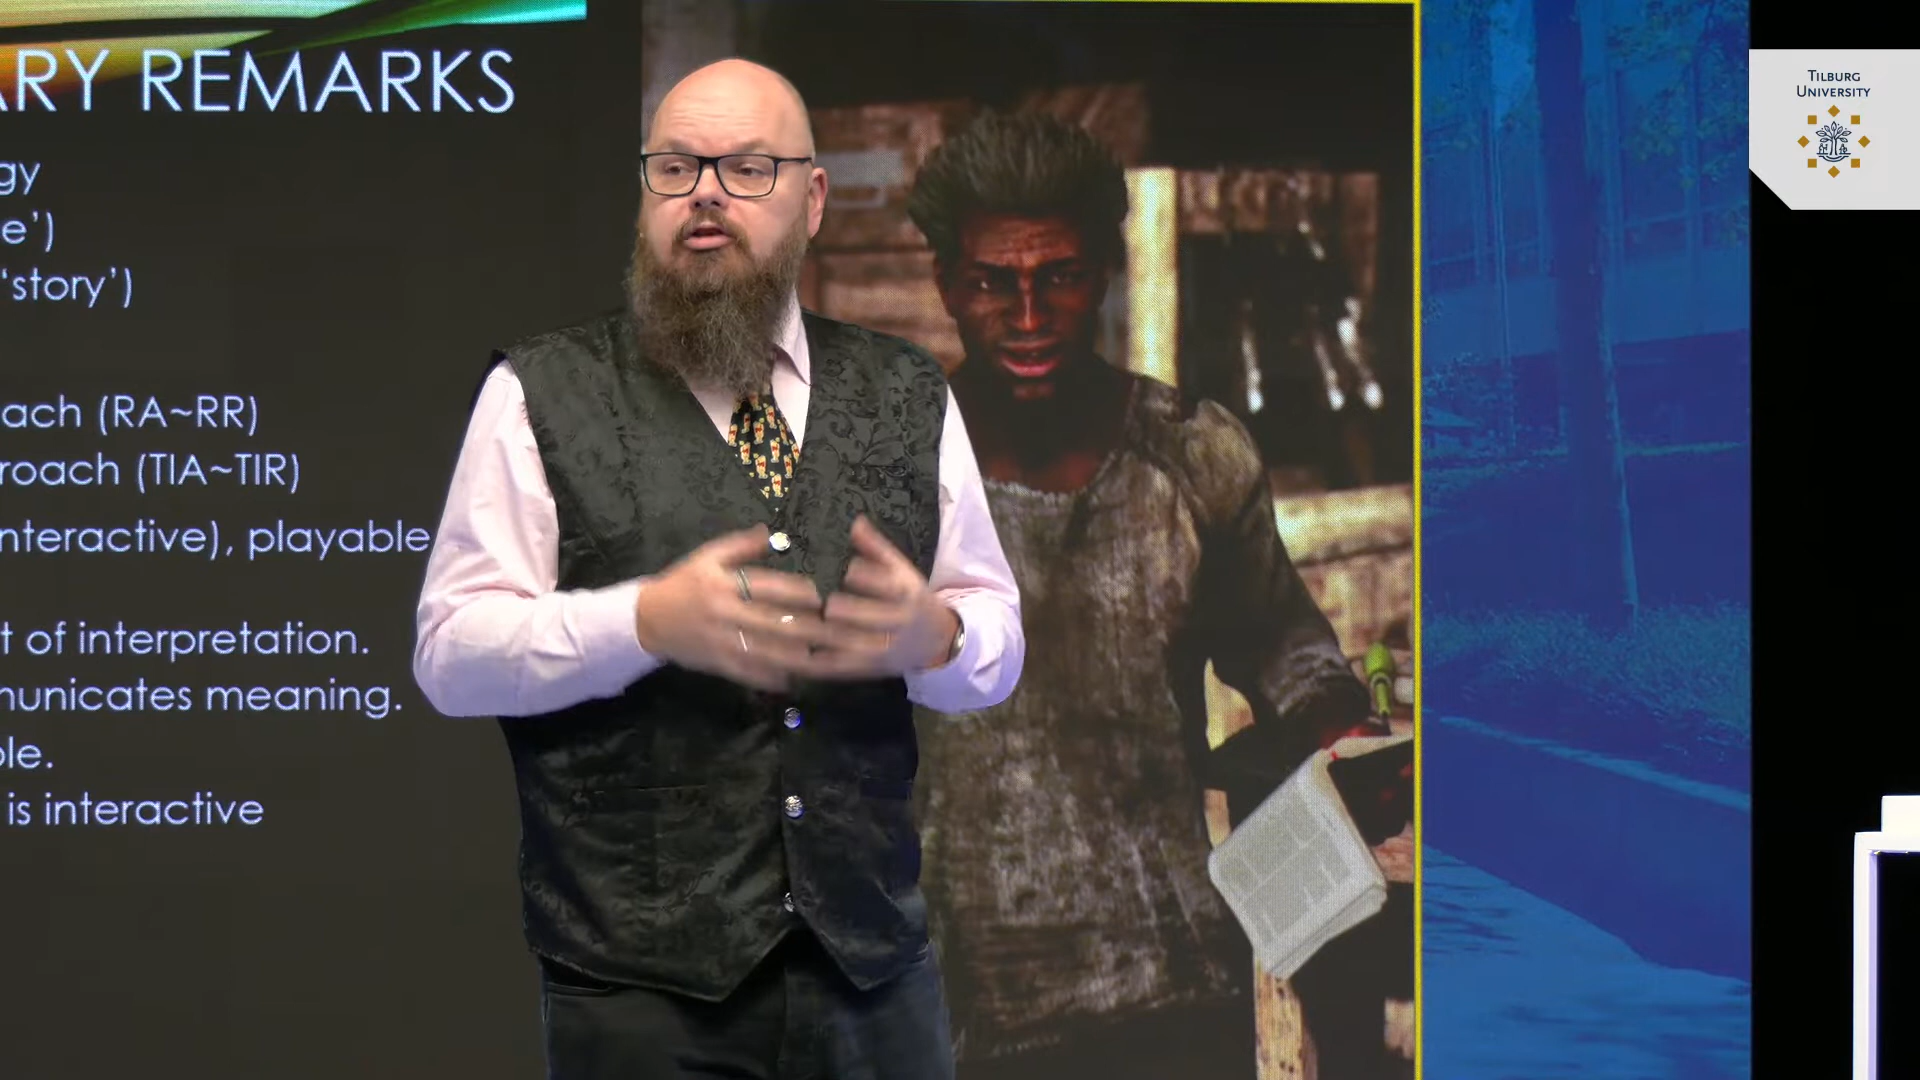 ARY REMARKS
gy
e’)
‘story’)
ach (RA~RR)
roach (TIA~TIR)
nteractive), playable
t of interpretation.
municates meaning.
ble.
is interactive
TILBURG
UNIVERSITY